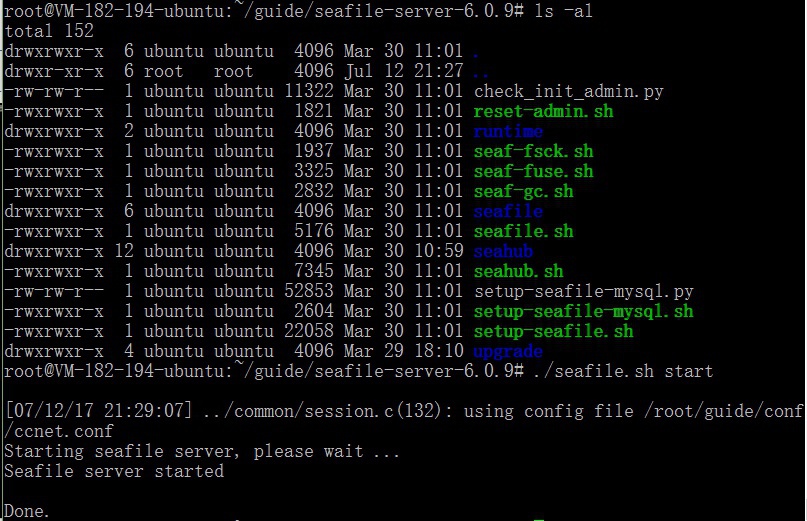 root@VM-182-194-ubuntu:~/guide/seafile-server-6.0.9# ls -al
total 152
drwxrwxr-x  6 ubuntu ubuntu  4096 Mar 30 11:01 .
drwxr-xr-x  6 root   root    4096 Jul 12 21:27 ..
-rw-rw-r--  1 ubuntu ubuntu 11322 Mar 30 11:01 check_init_admin.py
-rwxrwxr-x  1 ubuntu ubuntu  1821 Mar 30 11:01 reset-admin.sh
drwxrwxr-x  2 ubuntu ubuntu  4096 Mar 30 11:01 runtime
-rwxrwxr-x  1 ubuntu ubuntu  1937 Mar 30 11:01 seaf-fsck.sh
-rwxrwxr-x  1 ubuntu ubuntu  3325 Mar 30 11:01 seaf-fuse.sh
-rwxrwxr-x  1 ubuntu ubuntu  2832 Mar 30 11:01 seaf-gc.sh
drwxrwxr-x  6 ubuntu ubuntu  4096 Mar 30 11:01 seafile
-rwxrwxr-x  1 ubuntu ubuntu  5176 Mar 30 11:01 seafile.sh
drwxrwxr-x 12 ubuntu ubuntu  4096 Mar 30 10:59 seahub
-rwxrwxr-x  1 ubuntu ubuntu  7345 Mar 30 11:01 seahub.sh
-rw-rw-r--  1 ubuntu ubuntu 52853 Mar 30 11:01 setup-seafile-mysql.py
-rwxrwxr-x  1 ubuntu ubuntu  2604 Mar 30 11:01 setup-seafile-mysql.sh
-rwxrwxr-x  1 ubuntu ubuntu 22058 Mar 30 11:01 setup-seafile.sh
drwxrwxr-x  4 ubuntu ubuntu  4096 Mar 29 18:10 upgrade
root@VM-182-194-ubuntu:~/guide/seafile-server-6.0.9# ./seafile.sh start
[07/12/17 21:29:07] ../common/session.c(132): using config file /root/guide/conf
/ccnet.conf
Starting seafile server, please wait ...
Seafile server started
Done.